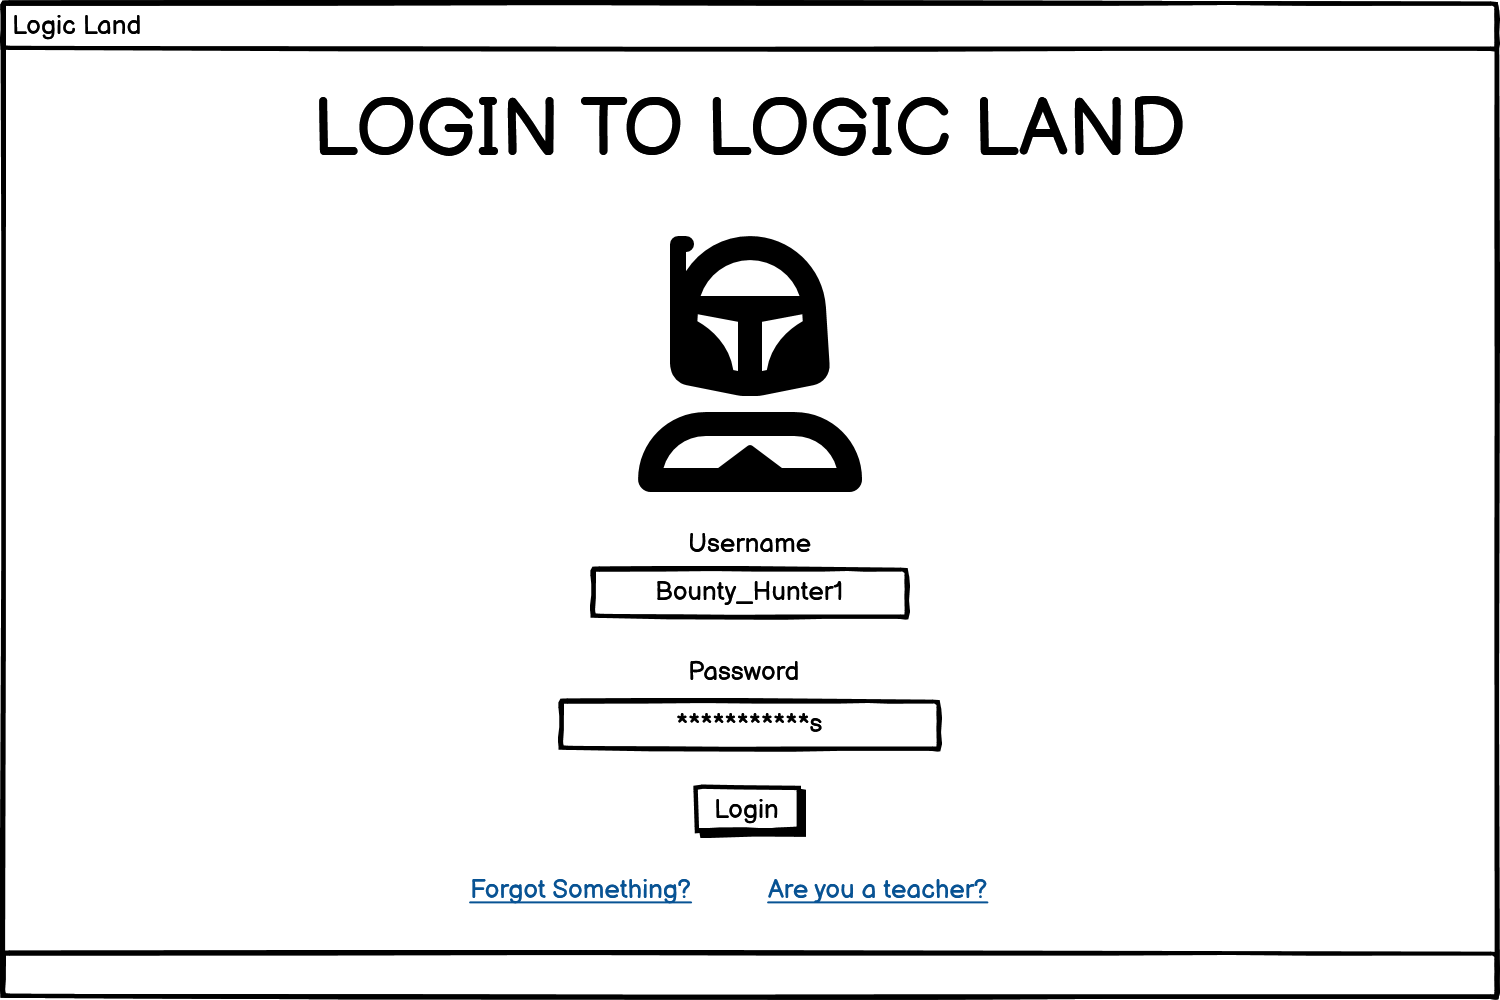 Logic Land
LOGIN TO LOGIC LAND
Username
Bounty_Hunter1
Password
***********s
Login
Forgot Something? Are you a teacher?